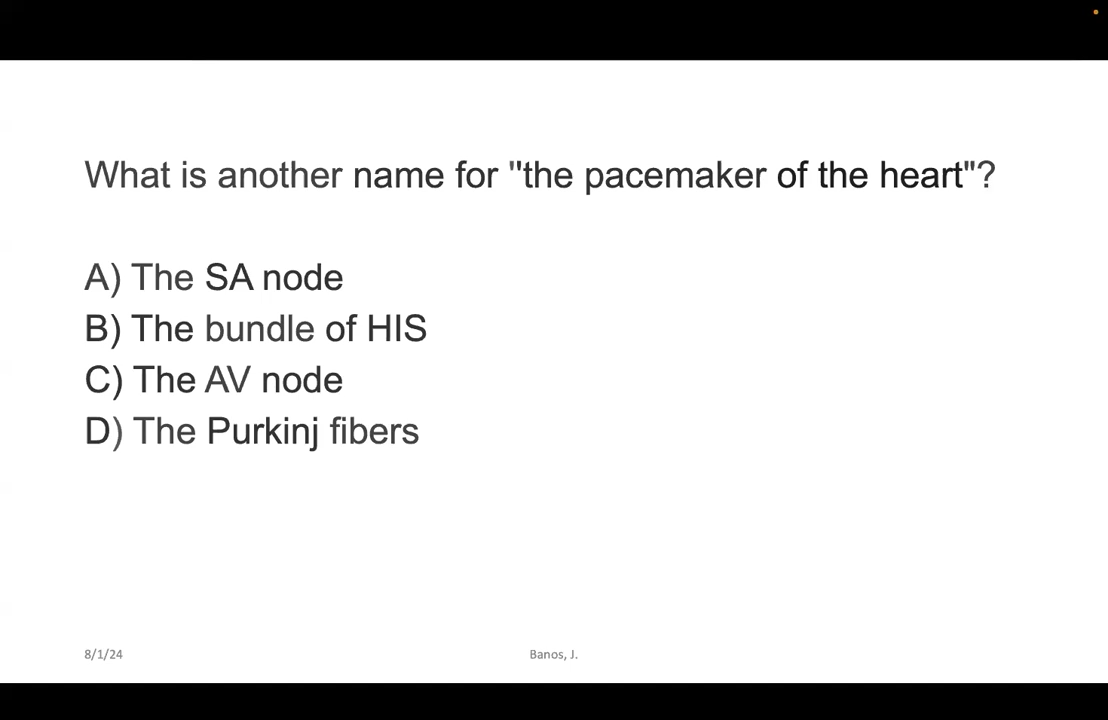 What is another name for "the pacemaker of the heart"?
A) The SA node
B) The bundle of HIS
C) The AV node
D) The Purkinj fibers
8/1/24
Banos, J.